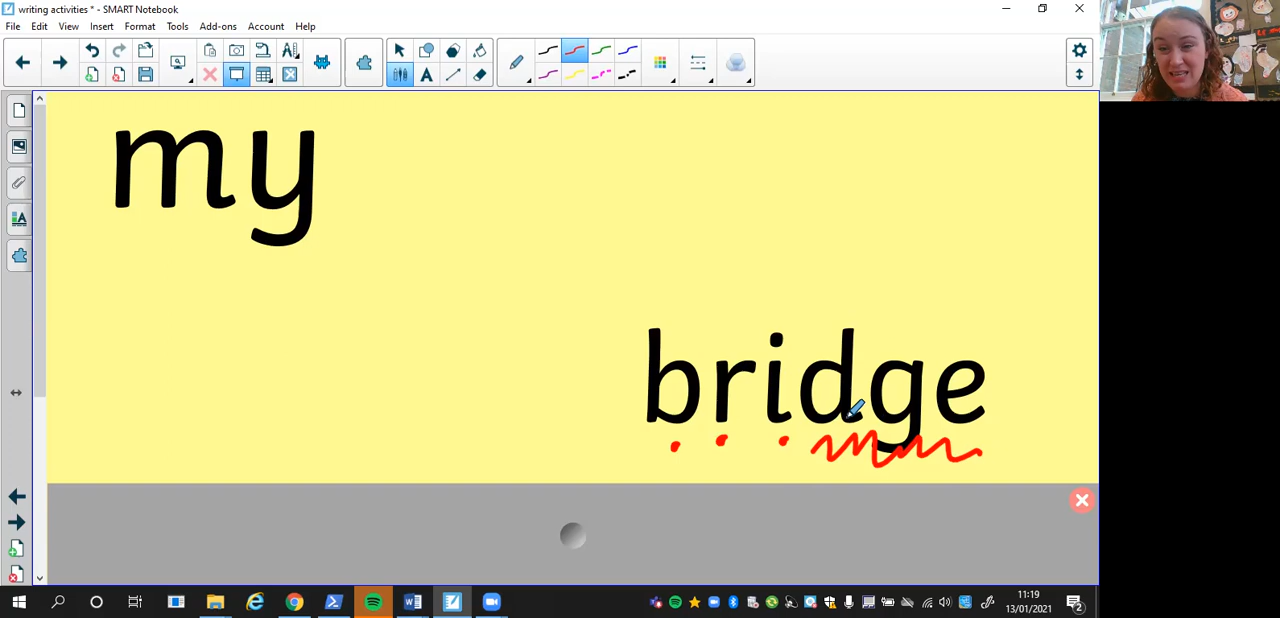 writing activities * - SMART Notebook
File Edit View Insert Format Tools Add-ons Account Help
my
bridge
11:19
13/01/2021
2